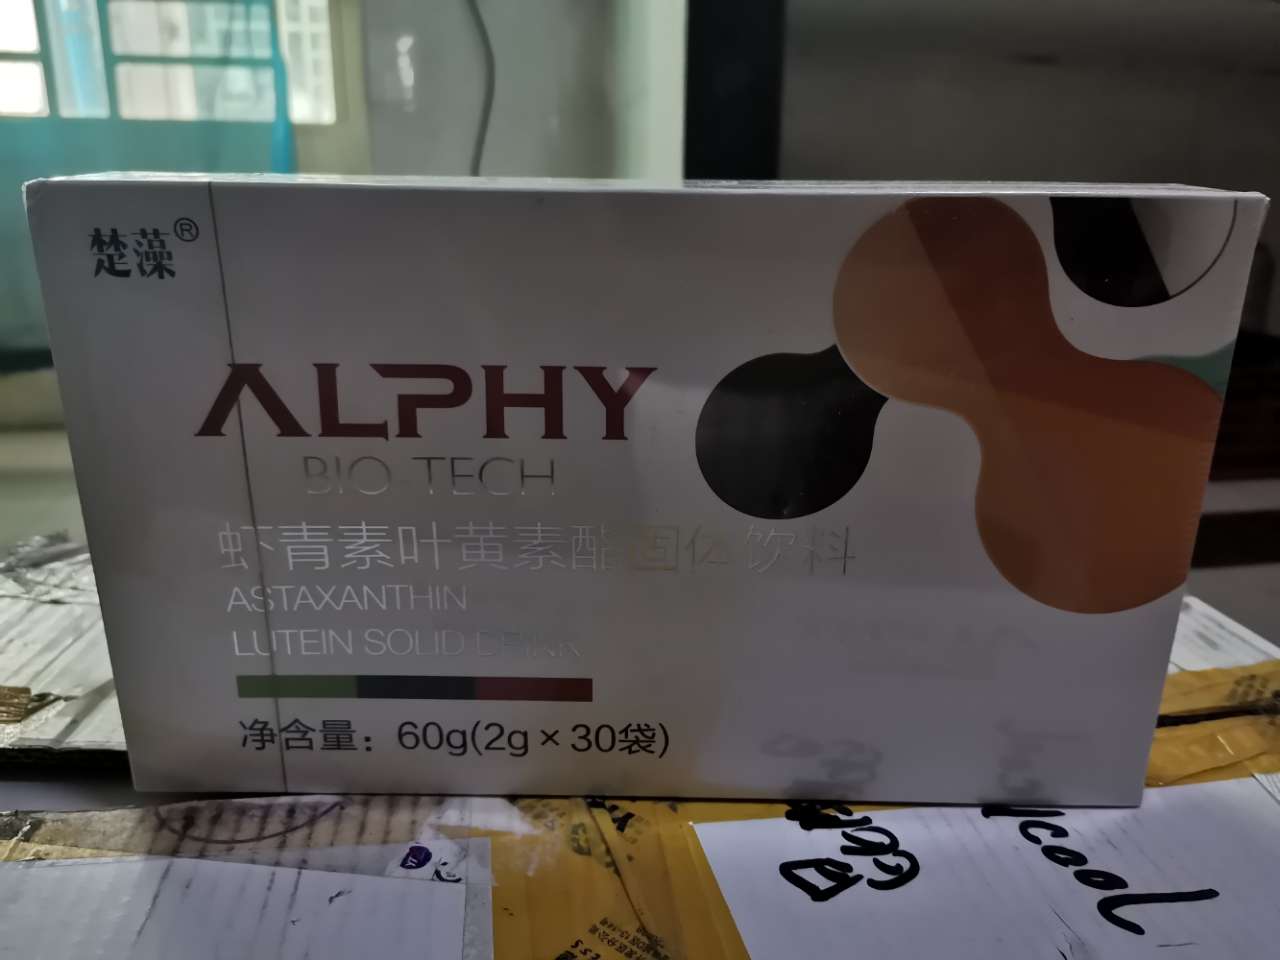 楚藻®
ALPHY
BIO-TECH
虾青素叶黄素酯固体饮料
ASTAXANTHIN
LUTEIN SOLID DRINK
净含量：60g(2g×30袋)